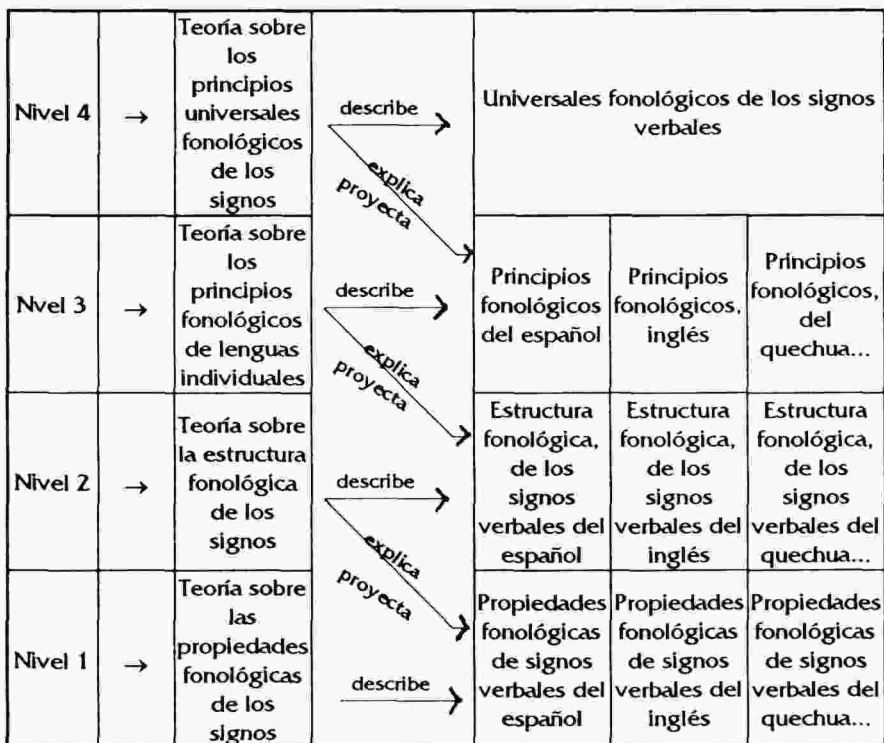 Nivel 4
→
Teoría sobre
los
principios
universales
fonológicos
de los
signos
describe
explica
proyecta
Universales fonológicos de los signos
verbales
Nvel 3
→
Teoría sobre
los
principios
fonológicos
de lenguas
individuales
describe
explica
proyecta
Principios
fonológicos
del español
Principios
fonológicos,
inglés
Principios
fonológicos,
del
quechua...
Nivel 2
→
Teoría sobre
la estructura
fonológica
de los
signos
describe
explica
proyecta
Estructura
fonológica,
de los
signos
verbales del
español
Estructura
fonológica,
de los
signos
verbales del
inglés
Estructura
fonológica,
de los
signos
verbales del
quechua...
Nivel 1
→
Teoría sobre
las
propiedades
fonológicas
de los
signos
describe
Propiedades
fonológicas
de signos
verbales del
español
Propiedades
fonológicas
de signos
verbales del
inglés
Propiedades
fonológicas
de signos
verbales del
quechua...